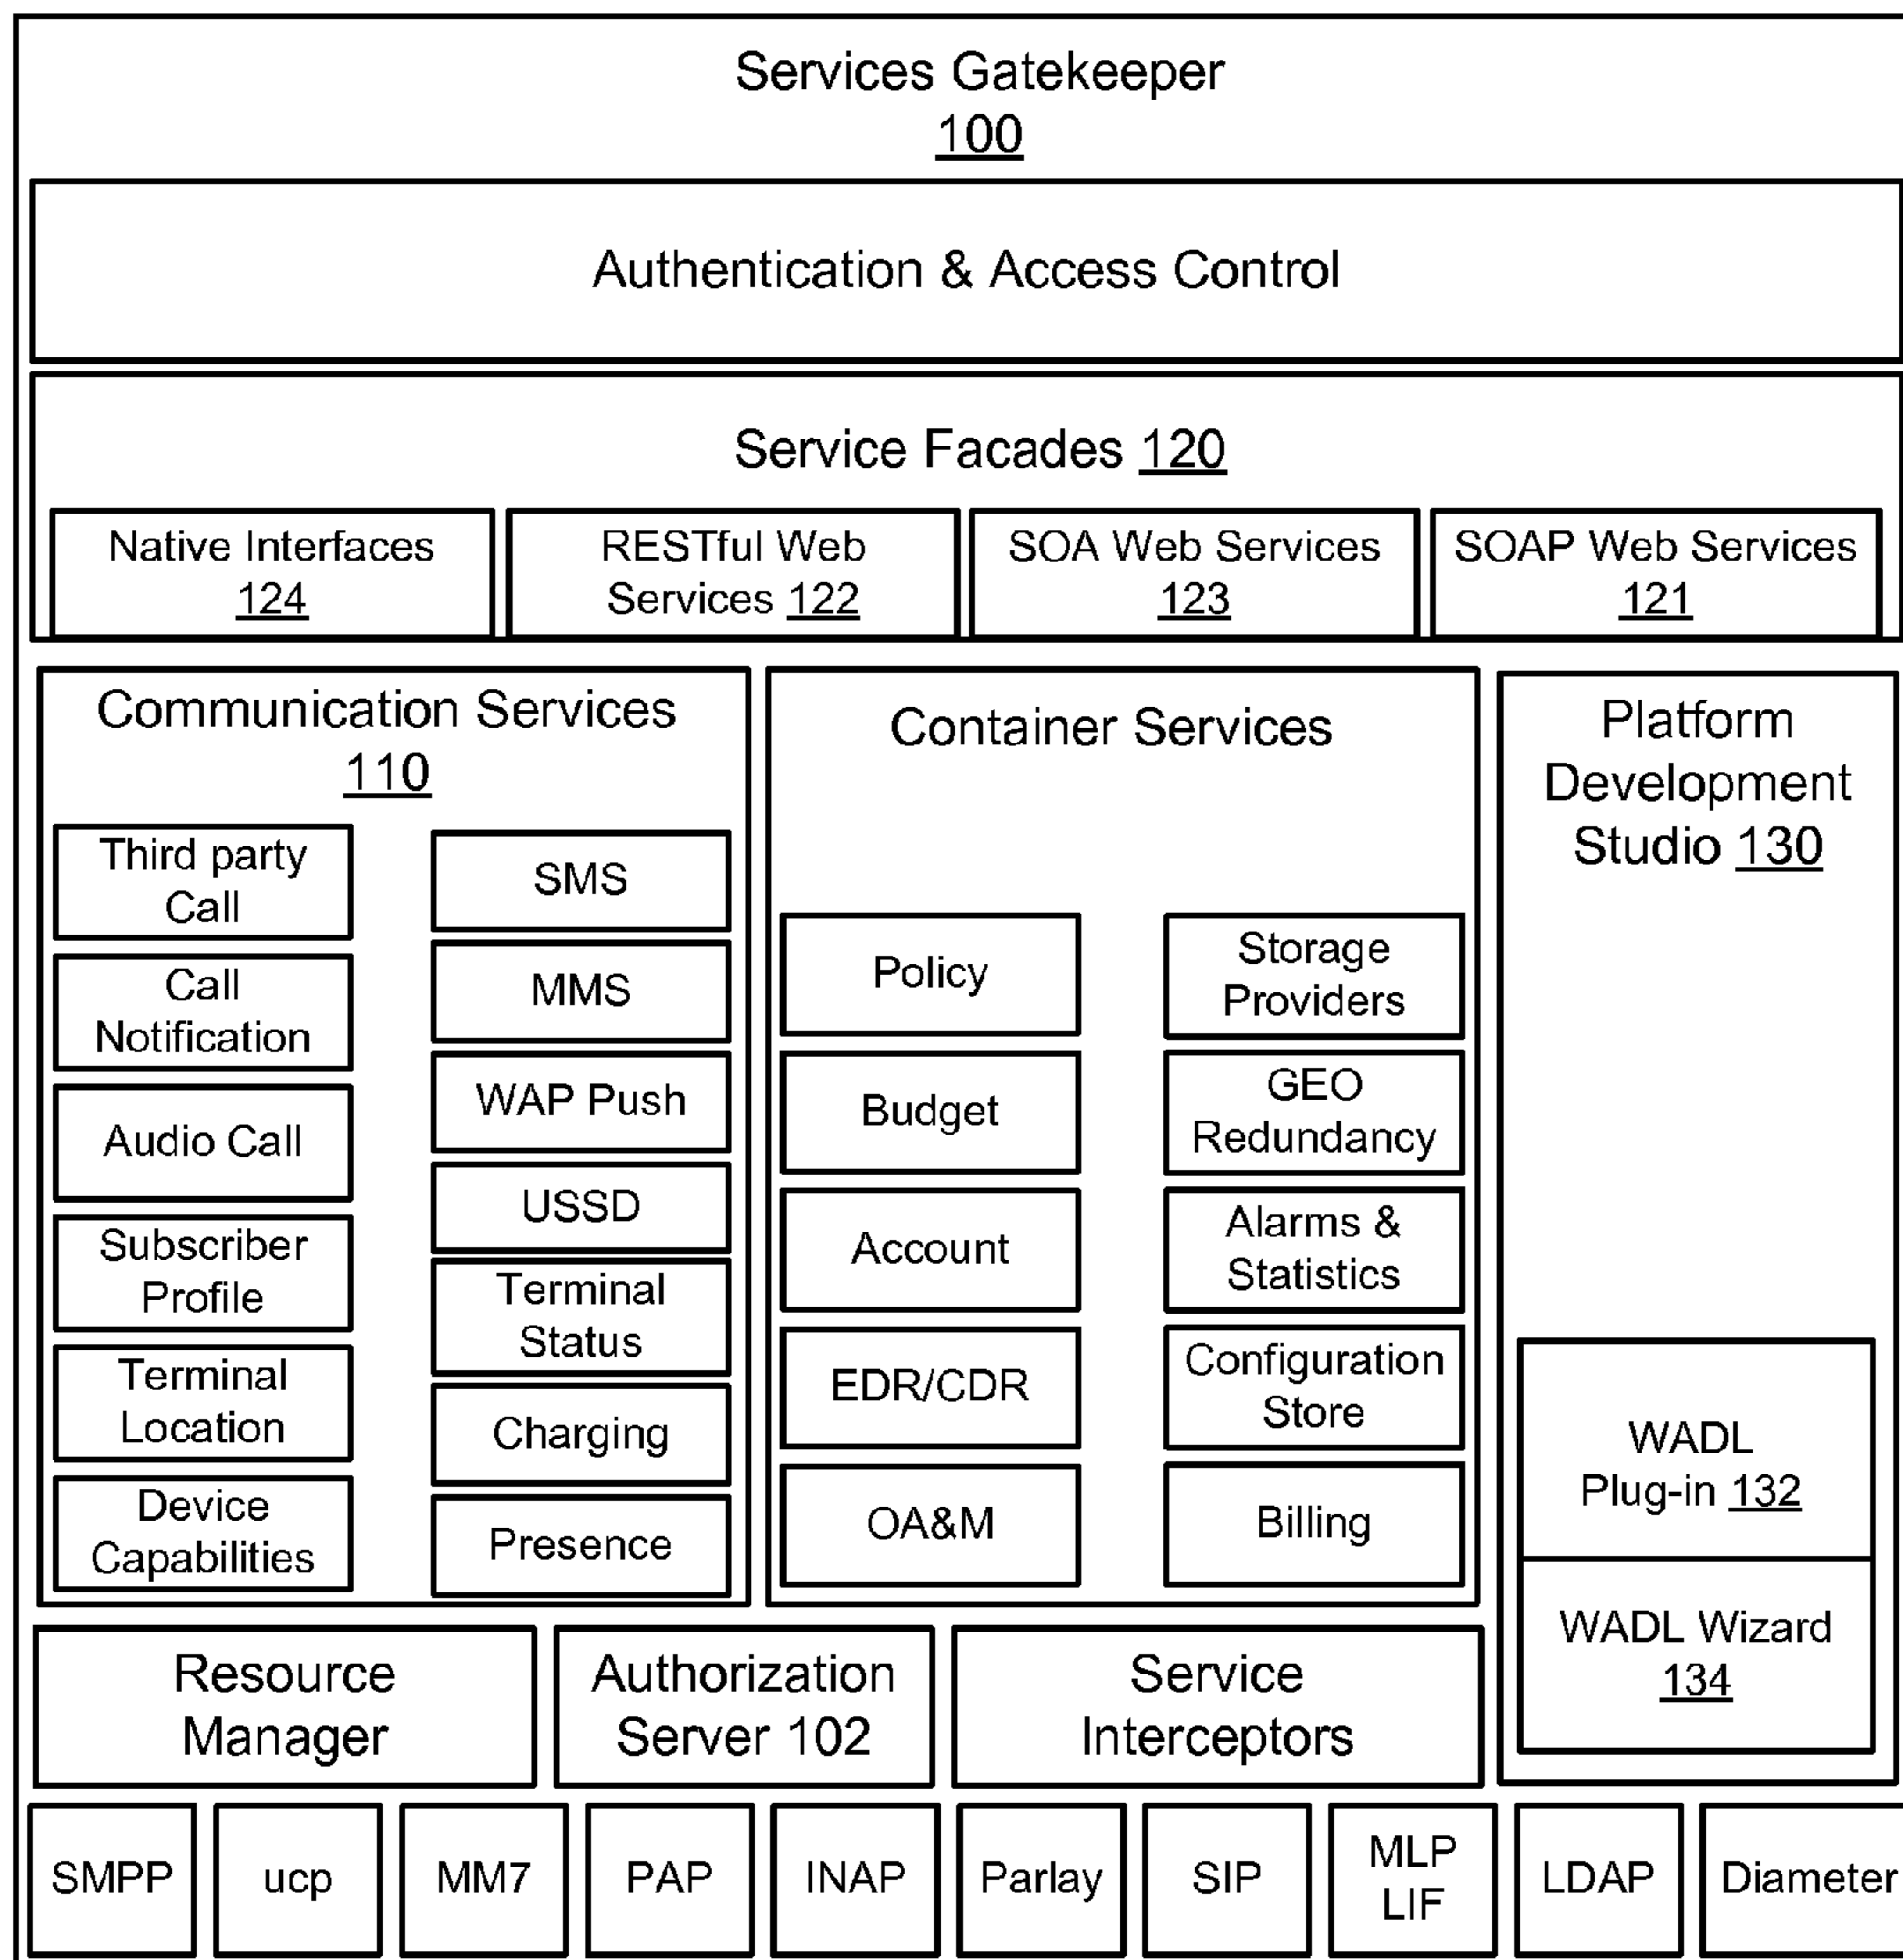 Services Gatekeeper
100
Authentication & Access Control
Service Facades 120
Native Interfaces
124
RESTful Web
Services 122
SOA Web Services
123
SOAP Web Services
121
Communication Services
110
Third party
Call
Call
Notification
Audio Call
Subscriber
Profile
Terminal
Location
Device
Capabilities
SMS
MMS
WAP Push
USSD
Terminal
Status
Charging
Presence
Container Services
Policy
Budget
Account
EDR/CDR
OA&M
Storage
Providers
GEO
Redundancy
Alarms &
Statistics
Configuration
Store
Billing
Platform
Development
Studio 130
WADL
Plug-in 132
WADL Wizard
134
Resource
Manager
Authorization
Server 102
Service
Interceptors
SMPP
ucp
MM7
PAP
INAP
Parlay
SIP
MLP
LIF
LDAP
Diameter